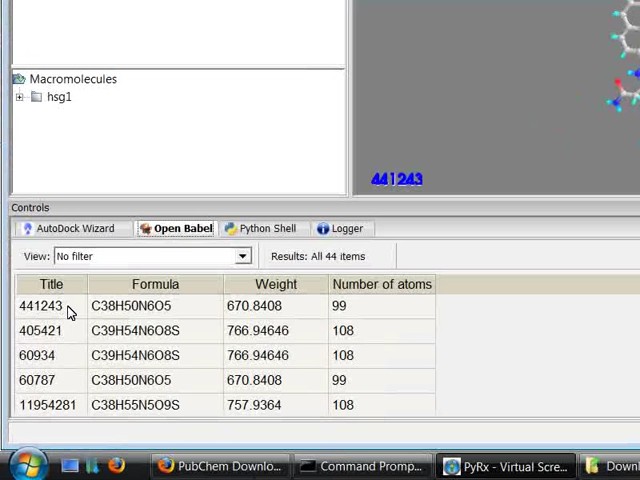 Macromolecules
hsg1
441243
Controls
AutoDock Wizard Open Babel Python Shell Logger
View: No filter Results: All 44 items
Title Formula Weight Number of atoms
441243 C38H50N6O5 670.8408 99
405421 C39H54N6O8S 766.94646 108
60934 C39H54N6O8S 766.94646 108
60787 C38H50N6O5 670.8408 99
11954281 C38H55N5O9S 757.9364 108
PubChem Downlo... Command Promp... PyRx - Virtual Scre... Downl